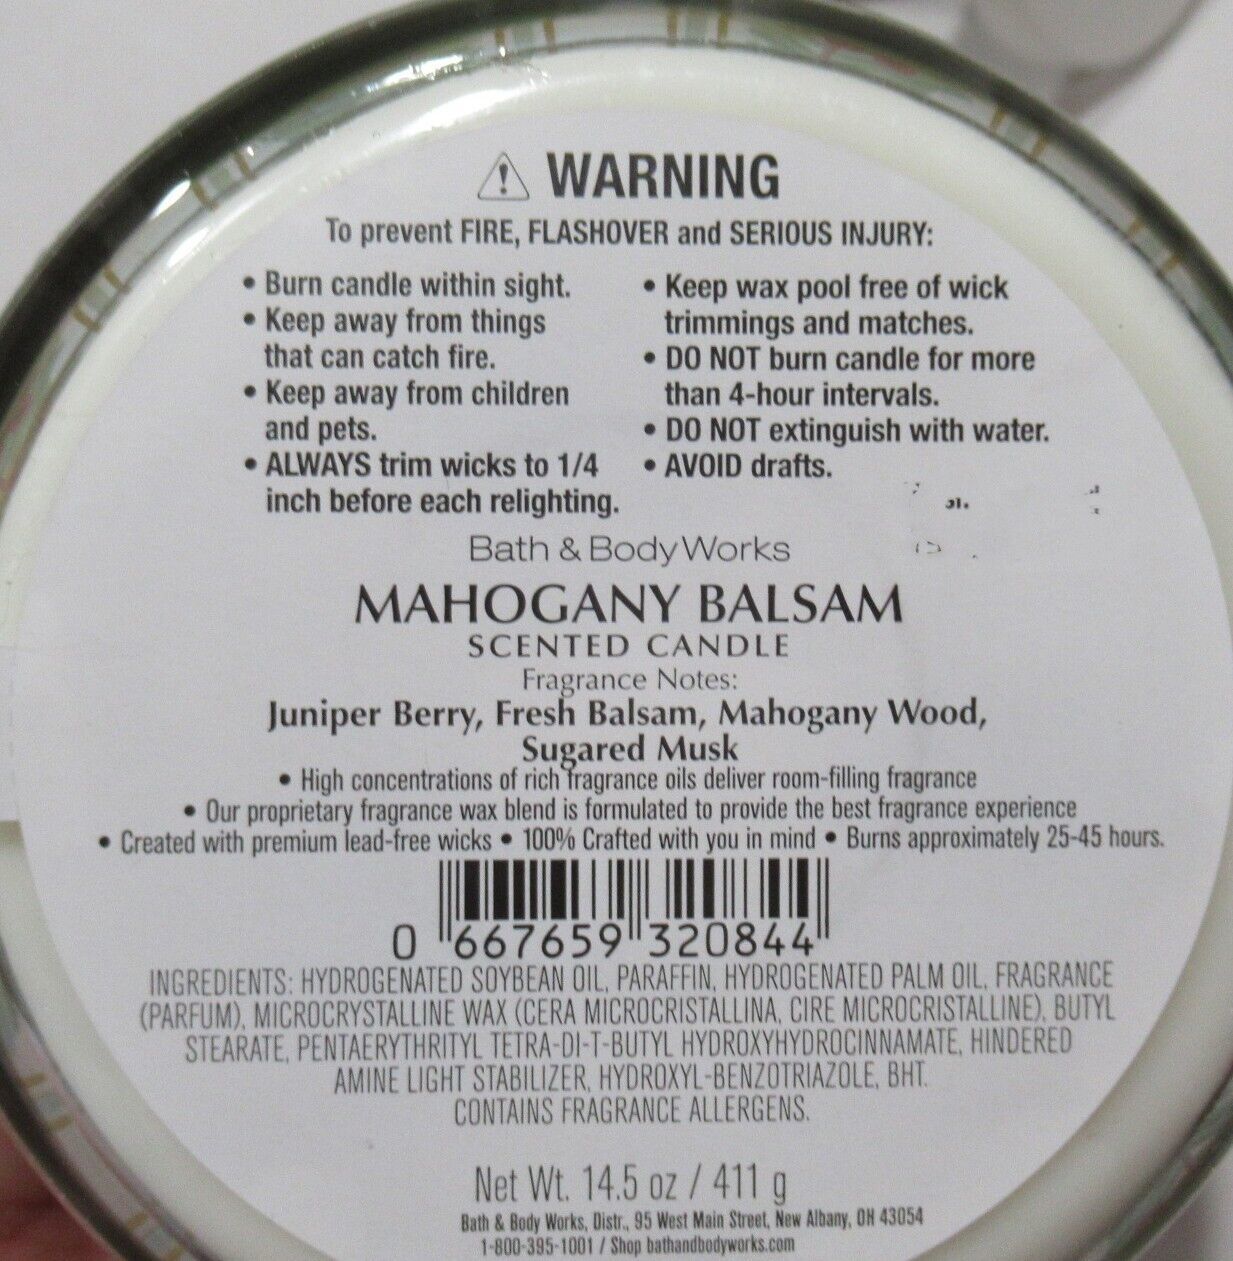 WARNING
To prevent FIRE, FLASHOVER and SERIOUS INJURY:
• Burn candle within sight.
• Keep away from things
that can catch fire.
• Keep away from children
and pets.
• ALWAYS trim wicks to 1/4
inch before each relighting.
• Keep wax pool free of wick
trimmings and matches.
• DO NOT burn candle for more
than 4-hour intervals.
• DO NOT extinguish with water.
• AVOID drafts.
Bath & Body Works
MAHOGANY BALSAM
SCENTED CANDLE
Fragrance Notes:
Juniper Berry, Fresh Balsam, Mahogany Wood,
Sugared Musk
• High concentrations of rich fragrance oils deliver room-filling fragrance
• Our proprietary fragrance wax blend is formulated to provide the best fragrance experience
• Created with premium lead-free wicks • 100% Crafted with you in mind • Burns approximately 25-45 hours.
0 667659 320844
INGREDIENTS: HYDROGENATED SOYBEAN OIL, PARAFFIN, HYDROGENATED PALM OIL, FRAGRANCE
(PARFUM), MICROCRYSTALLINE WAX (CERA MICROCRISTALLINA, CIRE MICROCRISTALLINE), BUTYL
STEARATE, PENTAERYTHRITYL TETRA-DI-T-BUTYL HYDROXYHYDROCINNAMATE, HINDERED
AMINE LIGHT STABILIZER, HYDROXYL-BENZOTRIAZOLE, BHT.
CONTAINS FRAGRANCE ALLERGENS.
Net Wt. 14.5 oz / 411 g
Bath & Body Works, Distr., 95 West Main Street, New Albany, OH 43054
1-800-395-1001 / Shop bathandbodyworks.com